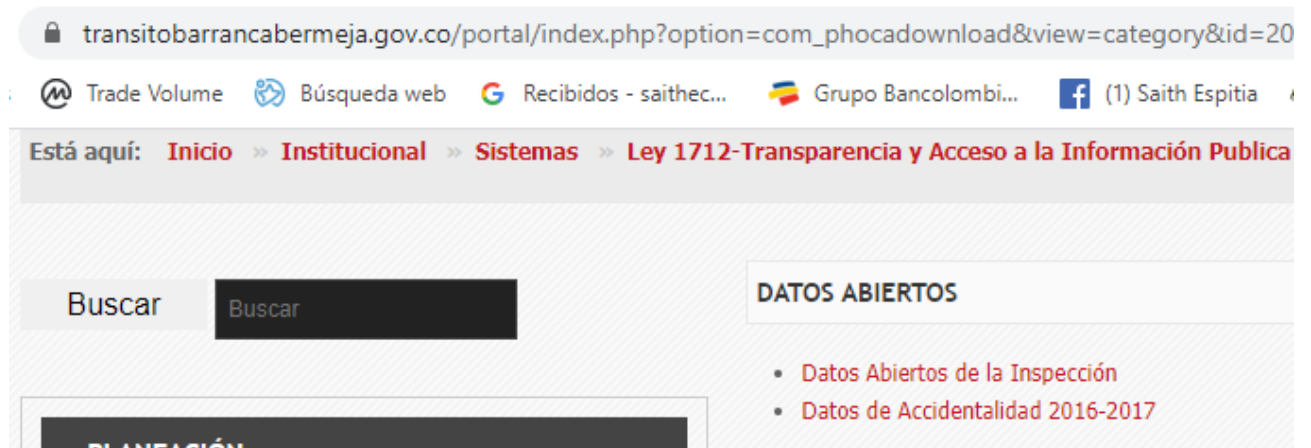 transitobarrancabermeja.gov.co/portal/index.php?option=com_phocadownload&view=category&id=20
Trade Volume Búsqueda web Recibidos - saithec... Grupo Bancolombi... (1) Saith Espitia
Está aquí: Inicio » Institucional » Sistemas » Ley 1712-Transparencia y Acceso a la Información Publica
Buscar Buscar
DATOS ABIERTOS
• Datos Abiertos de la Inspección
• Datos de Accidentalidad 2016-2017
PLANEACIÓN